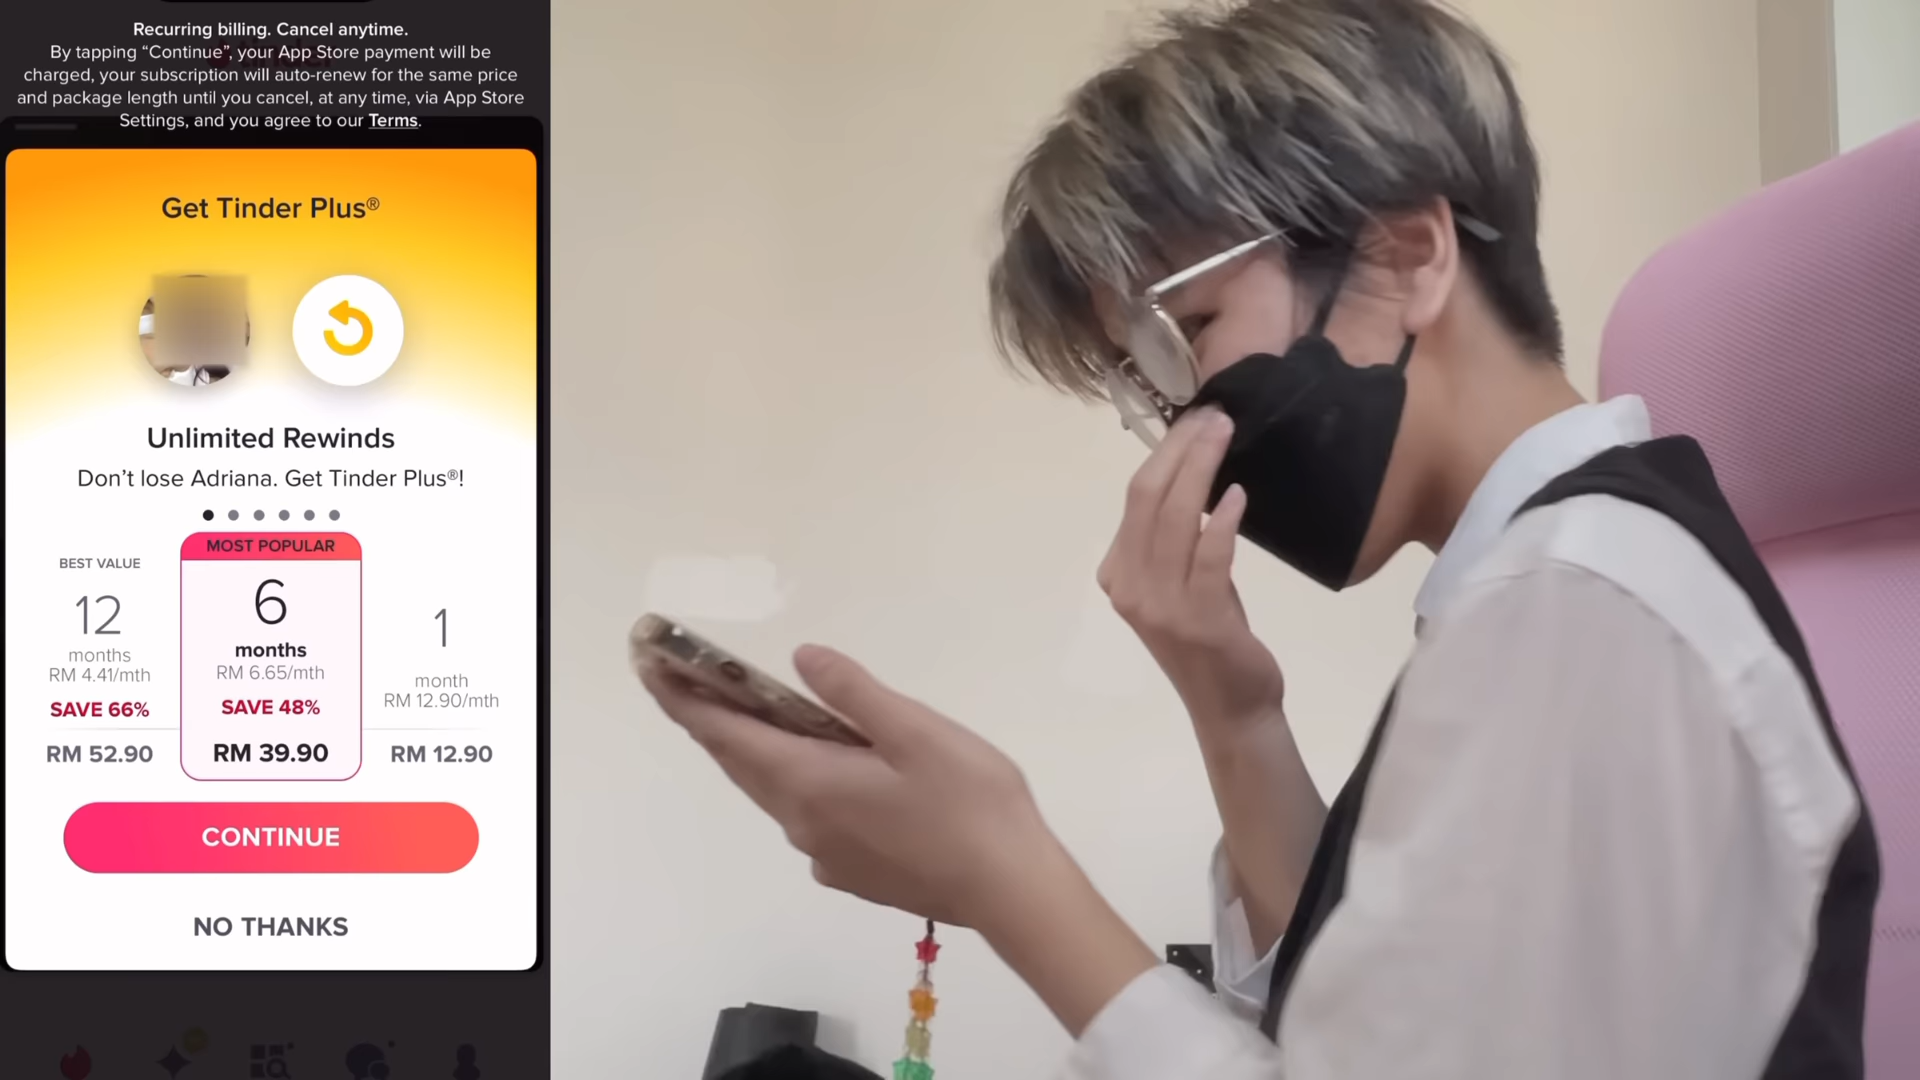 Recurring billing. Cancel anytime.
By tapping “Continue”, your App Store payment will be
charged, your subscription will auto-renew for the same price
and package length until you cancel, at any time, via App Store
Settings, and you agree to our Terms.
Get Tinder Plus®
Unlimited Rewinds
Don’t lose Adriana. Get Tinder Plus®!
BEST VALUE
12
months
RM 4.41/mth
SAVE 66%
RM 52.90
MOST POPULAR
6
months
RM 6.65/mth
SAVE 48%
RM 39.90
1
month
RM 12.90/mth
RM 12.90
CONTINUE
NO THANKS